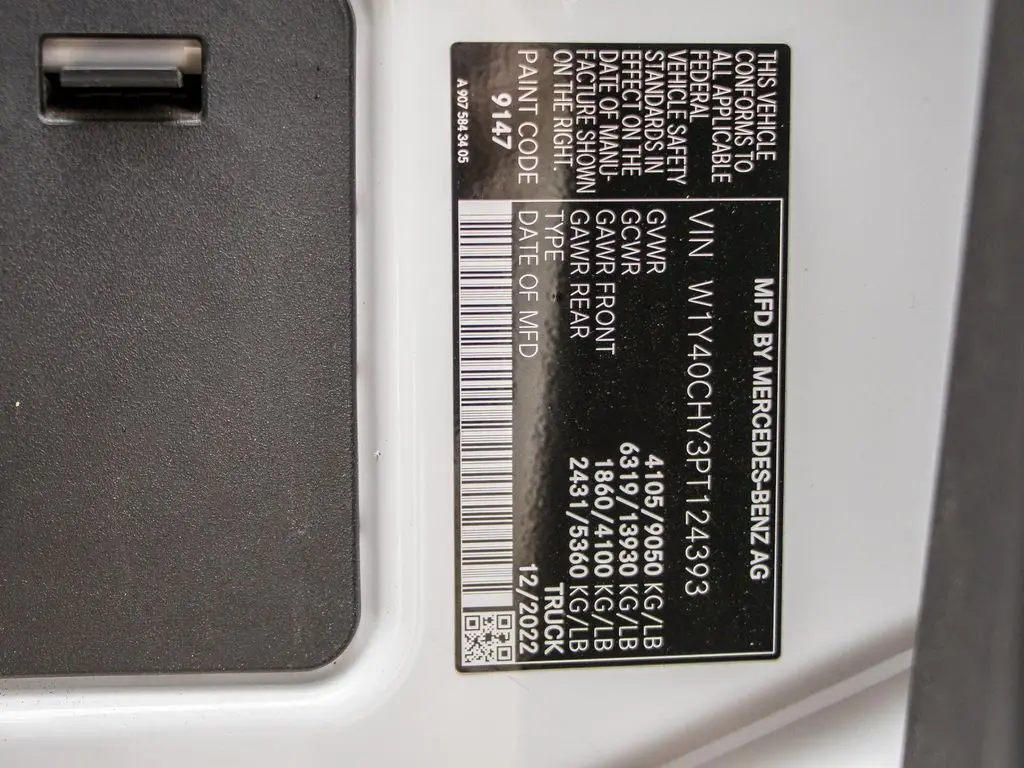 MFD BY MERCEDES-BENZ AG
THIS VEHICLE
CONFORMS TO
ALL APPLICABLE
FEDERAL
VEHICLE SAFETY
STANDARDS IN
EFFECT ON THE
DATE OF MANU-
FACTURE SHOWN
ON THE RIGHT.
PAINT CODE
9147
A 907 584 34 05
VIN W1Y40CHY3PT124393
GVWR 4105/9050 KG/LB
GCWR 6319/13930 KG/LB
GAWR FRONT 1860/4100 KG/LB
GAWR REAR 2431/5360 KG/LB
TYPE TRUCK
DATE OF MFD 12/2022